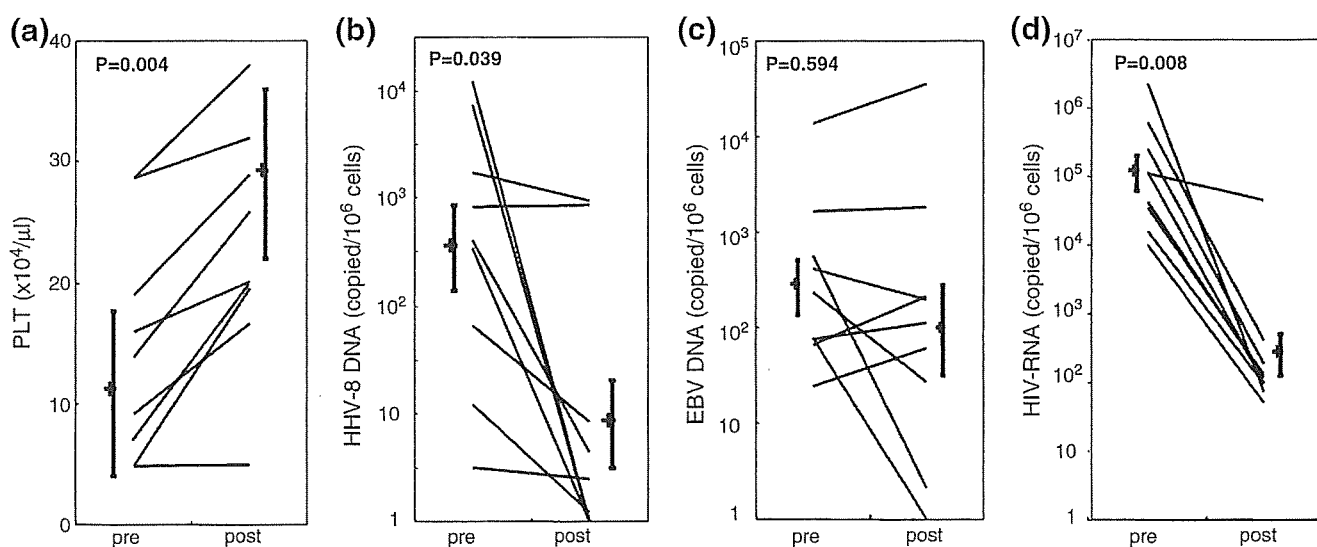 (a)
PLT (x10⁴/μl)
40
30
20
10
0
P=0.004
pre post
(b)
HHV-8 DNA (copied/10⁶ cells)
10⁴
10³
10²
10
1
P=0.039
pre post
(c)
EBV DNA (copied/10⁶ cells)
10⁵
10⁴
10³
10²
10
1
P=0.594
pre post
(d)
HIV-RNA (copied/10⁶ cells)
10⁷
10⁶
10⁵
10⁴
10³
10²
10
1
P=0.008
pre post